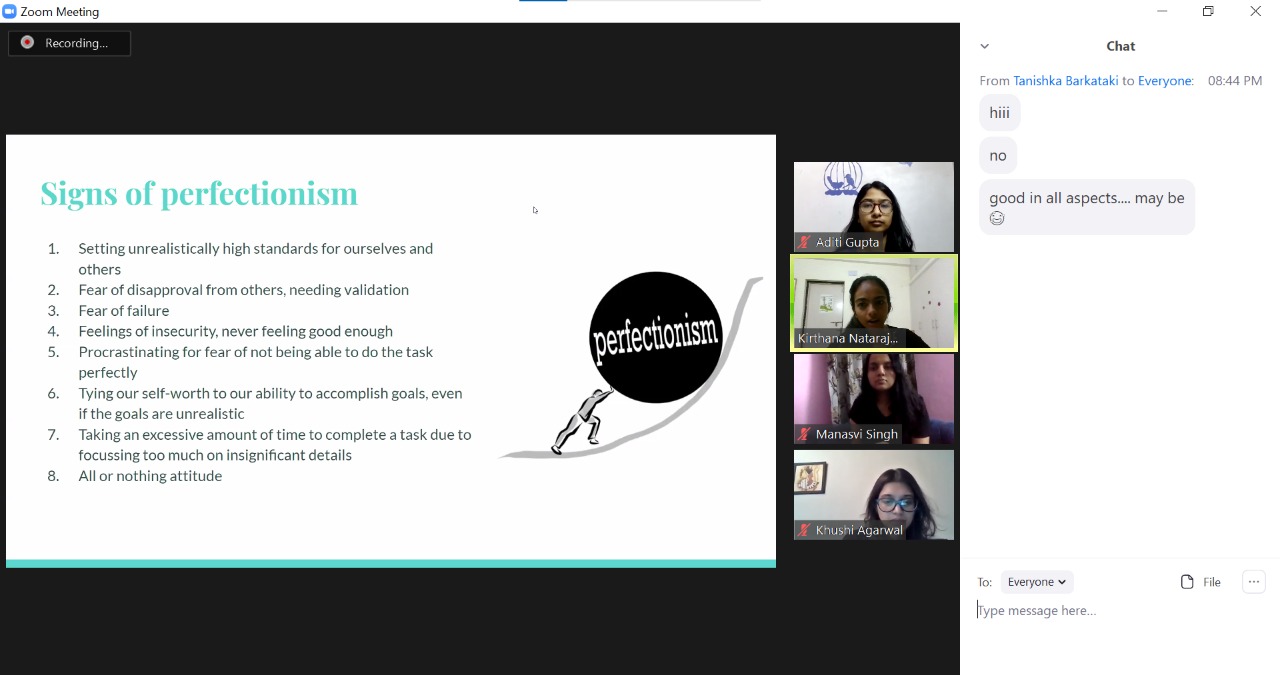 Zoom Meeting
Recording...
Signs of perfectionism
1. Setting unrealistically high standards for ourselves and
others
2. Fear of disapproval from others, needing validation
3. Fear of failure
4. Feelings of insecurity, never feeling good enough
5. Procrastinating for fear of not being able to do the task
perfectly
6. Tying our self-worth to our ability to accomplish goals, even
if the goals are unrealistic
7. Taking an excessive amount of time to complete a task due to
focussing too much on insignificant details
8. All or nothing attitude
perfectionism
Aditi Gupta
Kirthana Nataraj...
Manasvi Singh
Khushi Agarwal
Chat
From Tanishka Barkataki to Everyone: 08:44 PM
hiii
no
good in all aspects.... may be
To: Everyone File
Type message here...